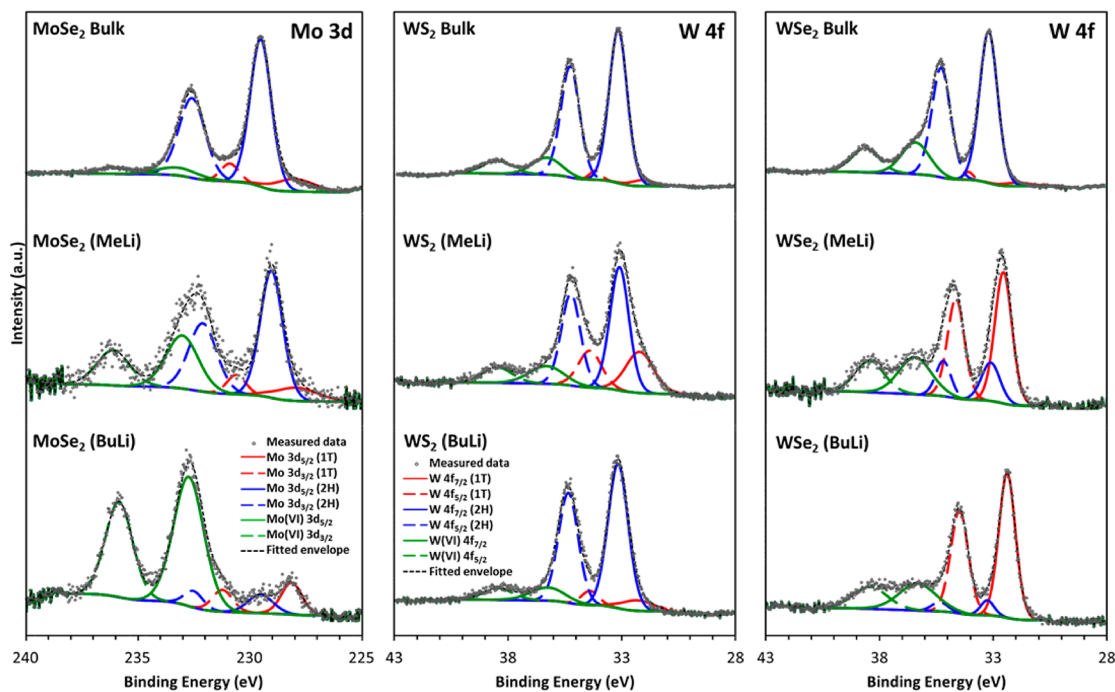 MoSe₂ Bulk
Mo 3d
WS₂ Bulk
W 4f
WSe₂ Bulk
W 4f
MoSe₂ (MeLi)
WS₂ (MeLi)
WSe₂ (MeLi)
Intensity (a.u.)
MoSe₂ (BuLi)
Measured data
Mo 3d₅/₂ (1T)
Mo 3d₃/₂ (1T)
Mo 3d₅/₂ (2H)
Mo 3d₃/₂ (2H)
Mo(VI) 3d₅/₂
Mo(VI) 3d₃/₂
Fitted envelope
WS₂ (BuLi)
Measured data
W 4f₇/₂ (1T)
W 4f₅/₂ (1T)
W 4f₇/₂ (2H)
W 4f₅/₂ (2H)
W(VI) 4f₇/₂
W(VI) 4f₅/₂
Fitted envelope
WSe₂ (BuLi)
240 235 230 225
43 38 33 28
43 38 33 28
Binding Energy (eV)
Binding Energy (eV)
Binding Energy (eV)